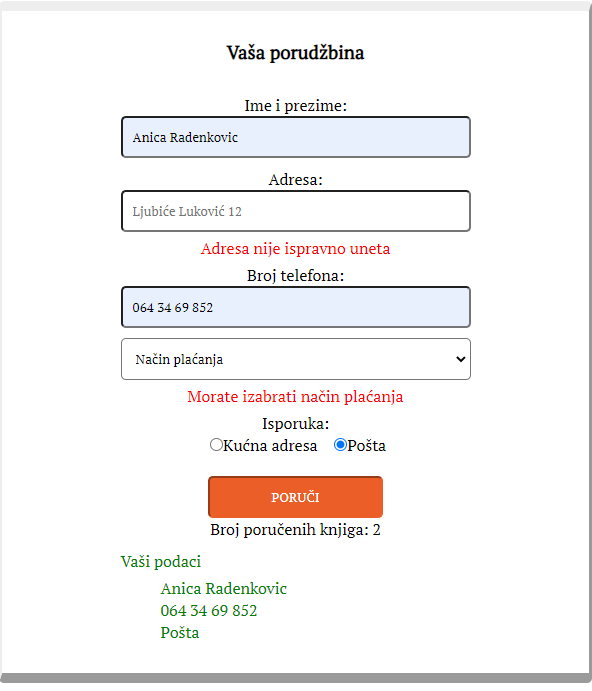 Vaša porudžbina
Ime i prezime:
Anica Radenkovic
Adresa:
Ljubiće Luković 12
Adresa nije ispravno uneta
Broj telefona:
064 34 69 852
Način plaćanja
Morate izabrati način plaćanja
Isporuka:
Kućna adresa Pošta
PORUČI
Broj poručenih knjiga: 2
Vaši podaci
Anica Radenkovic
064 34 69 852
Pošta